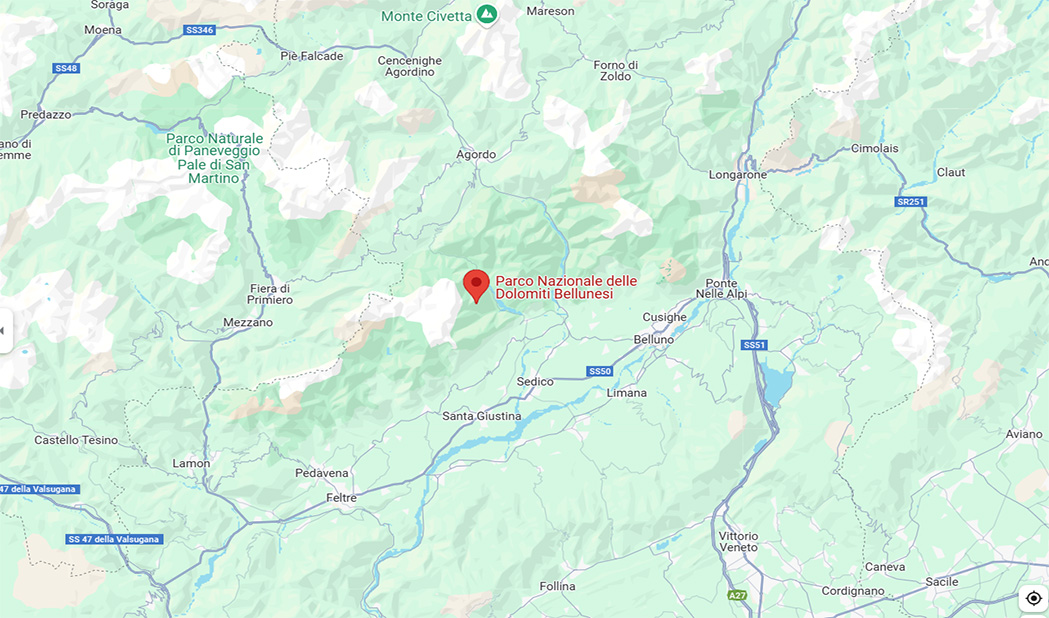 Soraga
Monte Civetta
Mareson
Moena
SS346
Piè Falcade
Cencenighe
Agordino
Forno di
Zoldo
SS48
Predazzo
Parco Naturale
di Paneveggio
Pale di San
Martino
ano di
emme
Agordo
Cimolais
Longarone
Claut
SR251
And
Parco Nazionale delle
Dolomiti Bellunesi
Fiera di
Primiero
Ponte
Nelle Alpi
Mezzano
Cusighe
Belluno
SS51
SS50
Sedico
Limana
Santa Giustina
Castello Tesino
Aviano
Lamon
Pedavena
Feltre
47 della Valsugana
SS 47 della Valsugana
Vittorio
Veneto
Caneva
Sacile
Follina
Cordignano
A27